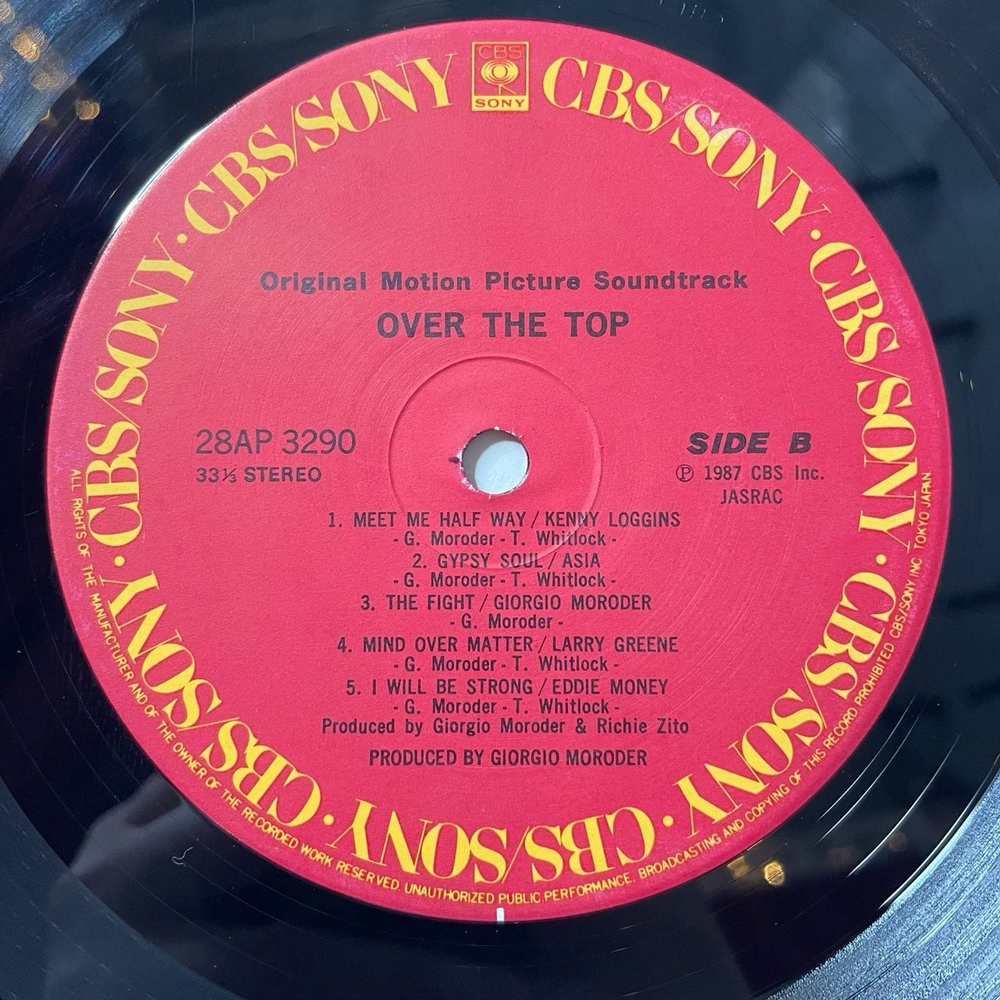 CBS
SONY
CBS/SONY · CBS/SONY · CBS/SONY · CBS/SONY · CBS/SONY · CBS/SONY · CBS/SONY · CBS/SONY · CBS/SONY
Original Motion Picture Soundtrack
OVER THE TOP
28AP 3290
33⅓ STEREO
SIDE B
Ⓟ 1987 CBS Inc.
JASRAC
1. MEET ME HALF WAY / KENNY LOGGINS
- G. Moroder - T. Whitlock -
2. GYPSY SOUL / ASIA
- G. Moroder - T. Whitlock -
3. THE FIGHT / GIORGIO MORODER
- G. Moroder -
4. MIND OVER MATTER / LARRY GREENE
- G. Moroder - T. Whitlock -
5. I WILL BE STRONG / EDDIE MONEY
- G. Moroder - T. Whitlock -
Produced by Giorgio Moroder & Richie Zito
PRODUCED BY GIORGIO MORODER
ALL RIGHTS OF THE MANUFACTURER AND OF THE OWNER OF THE RECORDED WORK RESERVED. UNAUTHORIZED PUBLIC PERFORMANCE, BROADCASTING AND COPYING OF THIS RECORD PROHIBITED CBS/SONY INC TOKYO JAPAN